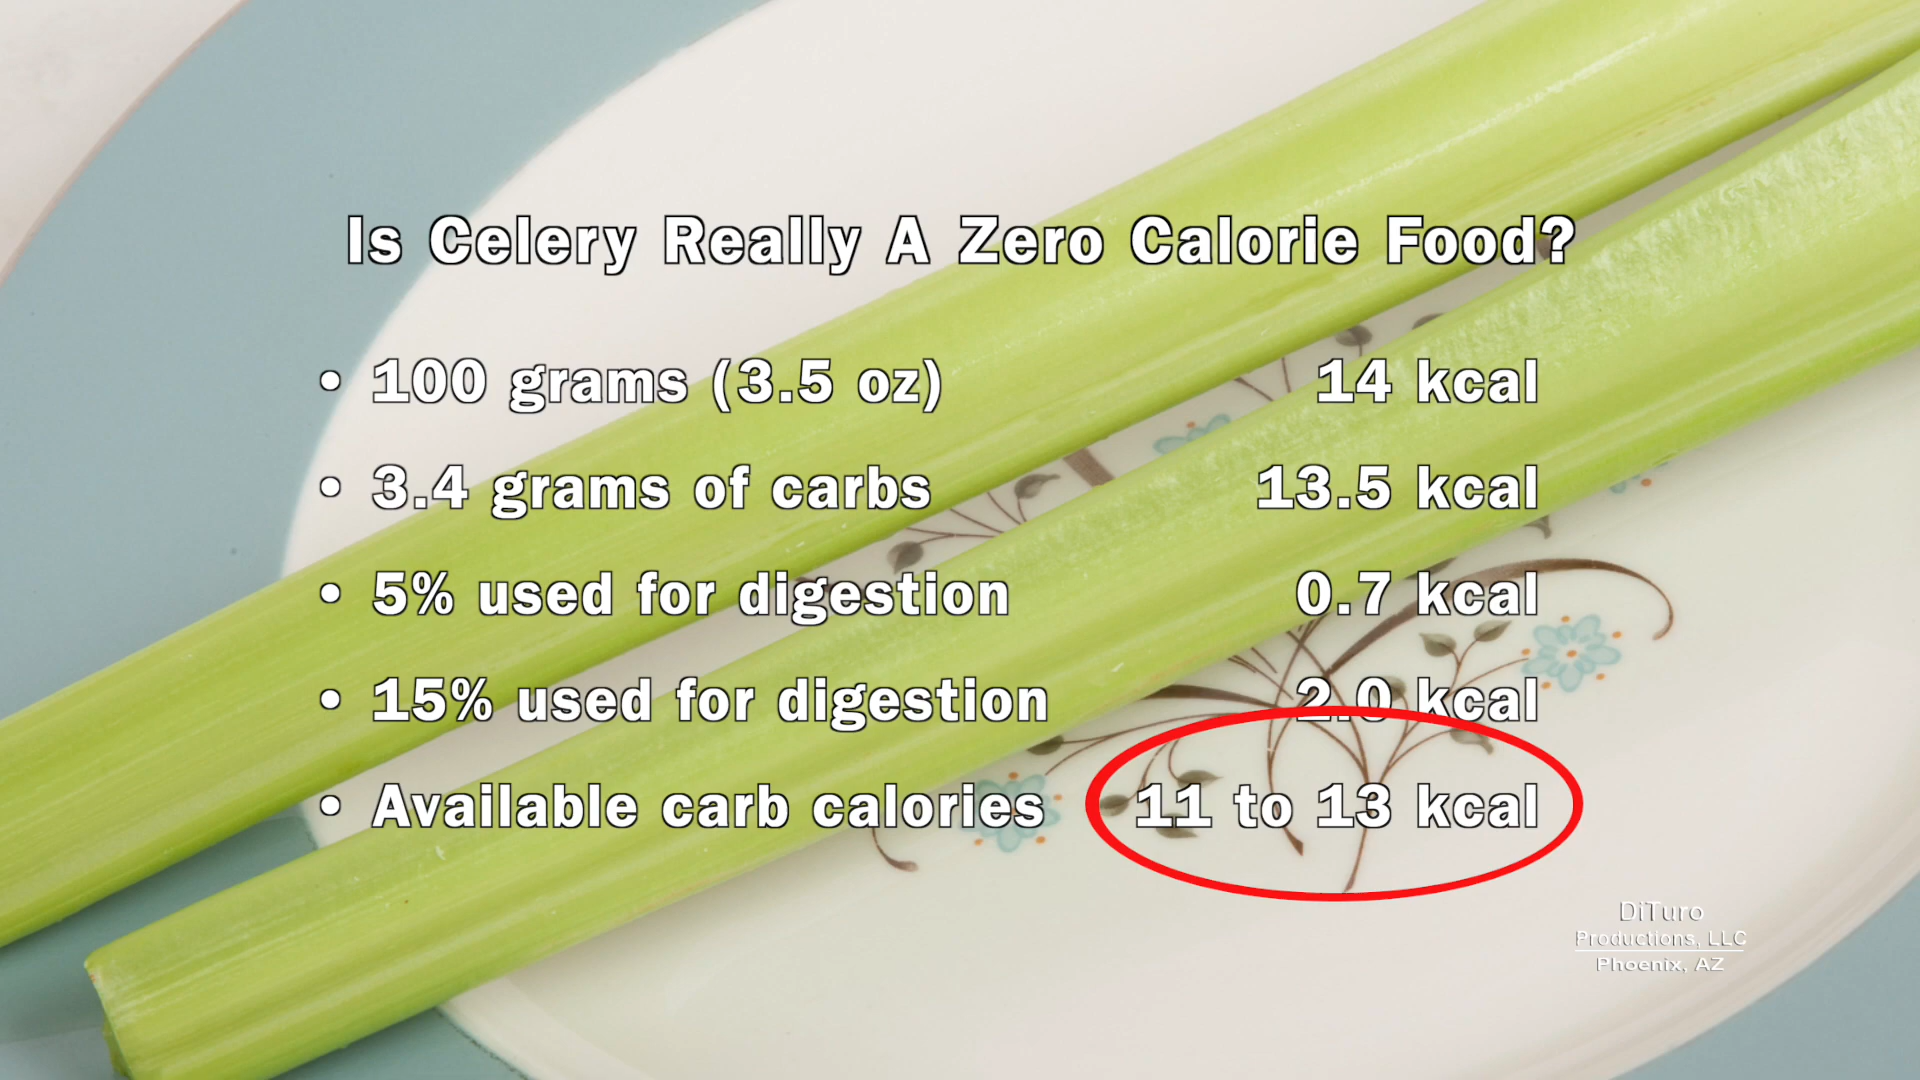 Is Celery Really A Zero Calorie Food?
• 100 grams (3.5 oz) 14 kcal
• 3.4 grams of carbs 13.5 kcal
• 5% used for digestion 0.7 kcal
• 15% used for digestion 2.0 kcal
• Available carb calories 11 to 13 kcal
DiTuro
Productions, LLC
Phoenix, AZ